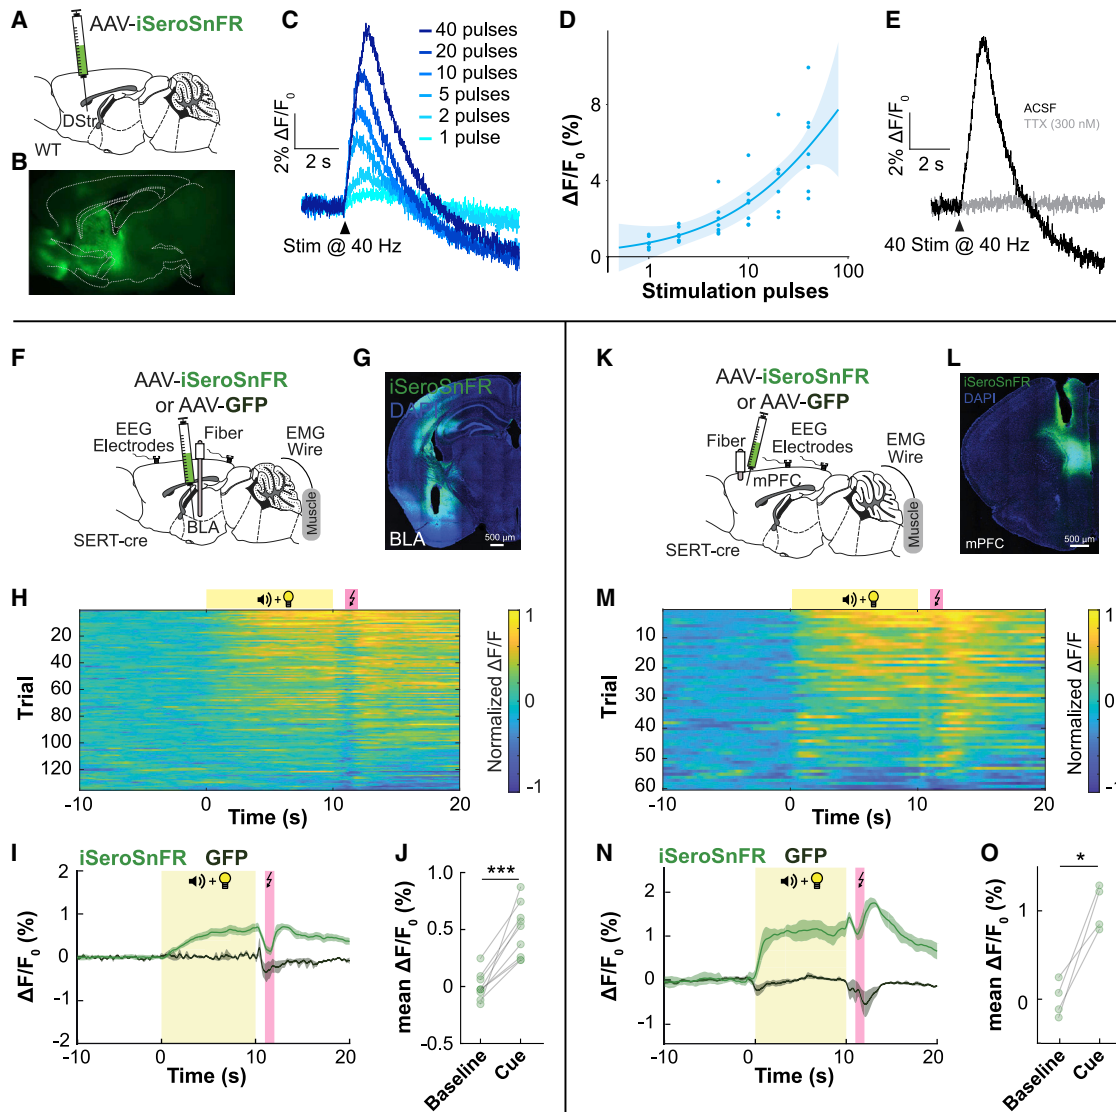 A
AAV-iSeroSnFR
DStr
WT
B
C
40 pulses
20 pulses
10 pulses
5 pulses
2 pulses
1 pulse
2% ΔF/F0
2 s
Stim @ 40 Hz
D
ΔF/F0 (%)
8
4
0
1
10
100
Stimulation pulses
E
ACSF
TTX (300 nM)
2% ΔF/F0
2 s
40 Stim @ 40 Hz
F
AAV-iSeroSnFR
or AAV-GFP
EEG
Electrodes
Fiber
EMG
Wire
Muscle
BLA
SERT-cre
G
iSeroSnFR
DAPI
BLA
500 µm
K
AAV-iSeroSnFR
or AAV-GFP
Fiber
EEG
Electrodes
EMG
Wire
mPFC
Muscle
SERT-cre
L
iSeroSnFR
DAPI
mPFC
500 µm
H
Trial
20
40
60
80
100
120
-10
0
10
20
Time (s)
1
0
-1
Normalized ΔF/F
M
Trial
10
20
30
40
50
60
-10
0
10
20
Time (s)
1
0
-1
Normalized ΔF/F
I
iSeroSnFR GFP
ΔF/F0 (%)
2
1
0
-1
-2
0
10
20
Time (s)
J
***
mean ΔF/F0 (%)
1.0
0.5
0
-0.5
Baseline
Cue
N
iSeroSnFR GFP
ΔF/F0 (%)
2
1
0
-1
-10
0
10
20
Time (s)
O
*
mean ΔF/F0 (%)
1
0
Baseline
Cue